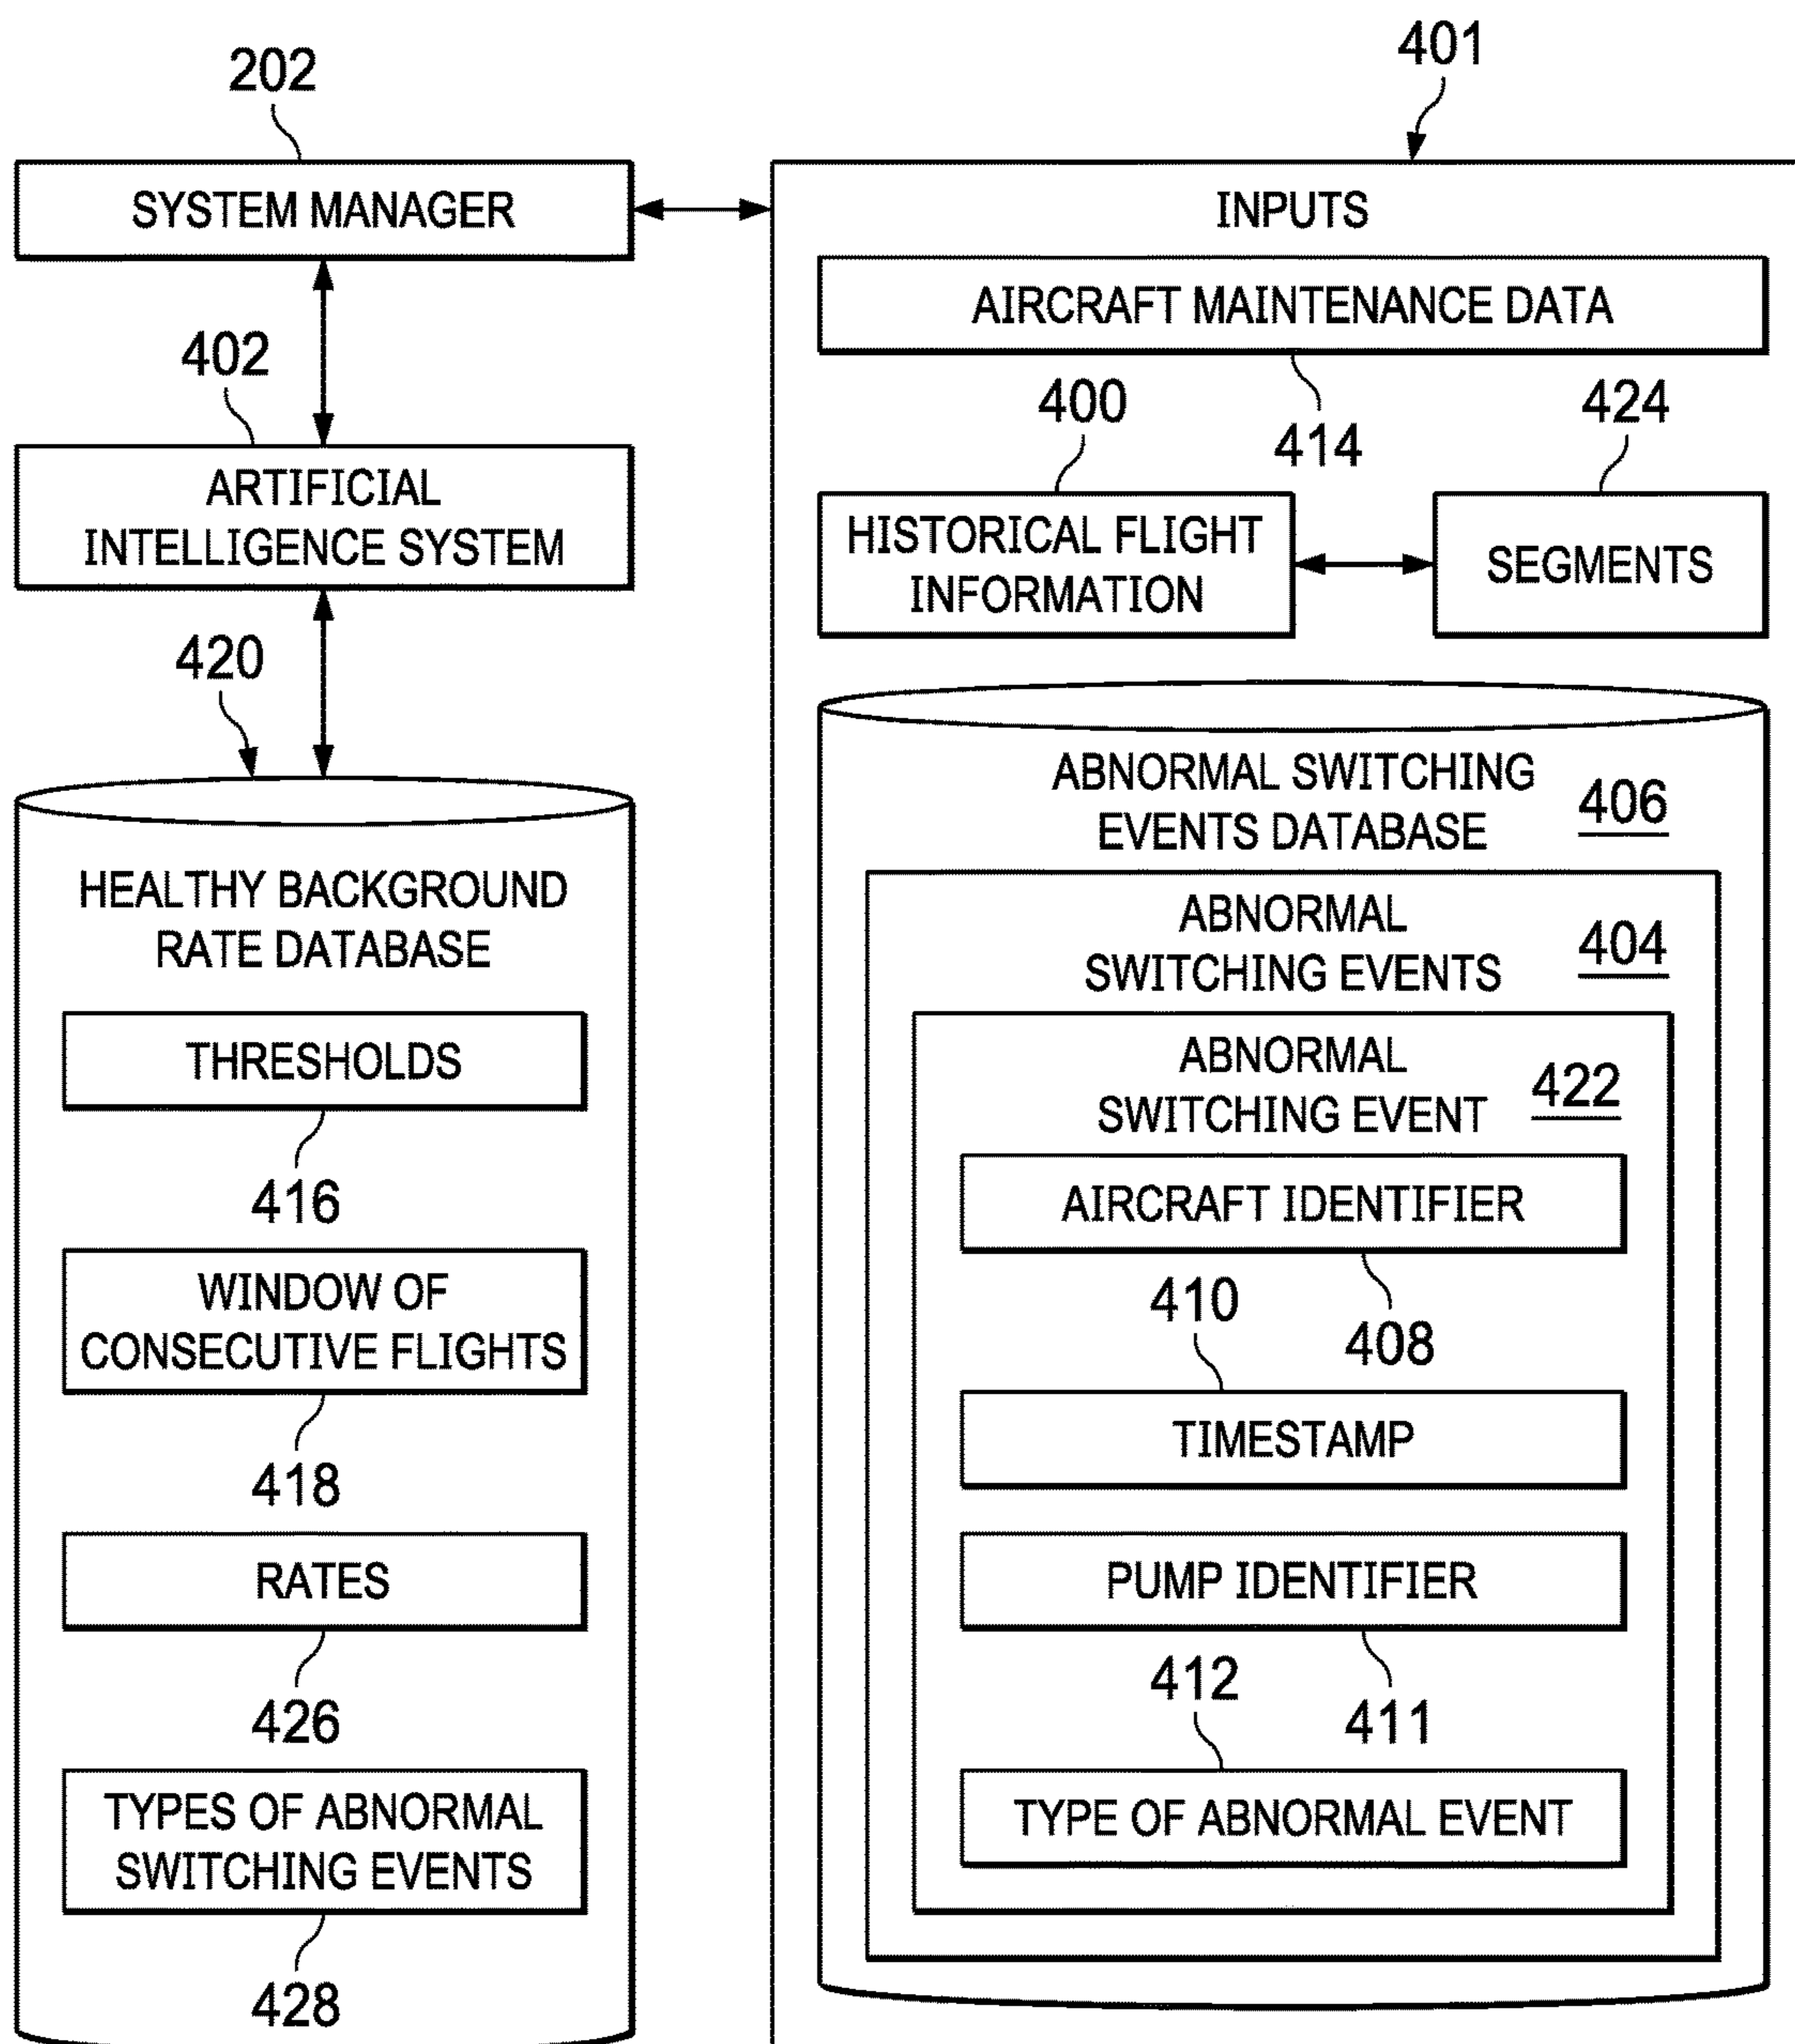 202
SYSTEM MANAGER
402
ARTIFICIAL
INTELLIGENCE SYSTEM
420
HEALTHY BACKGROUND
RATE DATABASE
THRESHOLDS
416
WINDOW OF
CONSECUTIVE FLIGHTS
418
RATES
426
TYPES OF ABNORMAL
SWITCHING EVENTS
428
401
INPUTS
AIRCRAFT MAINTENANCE DATA
414
400
HISTORICAL FLIGHT
INFORMATION
424
SEGMENTS
ABNORMAL SWITCHING
EVENTS DATABASE
406
ABNORMAL
SWITCHING EVENTS
404
ABNORMAL
SWITCHING EVENT
422
AIRCRAFT IDENTIFIER
408
410
TIMESTAMP
PUMP IDENTIFIER
411
412
TYPE OF ABNORMAL EVENT